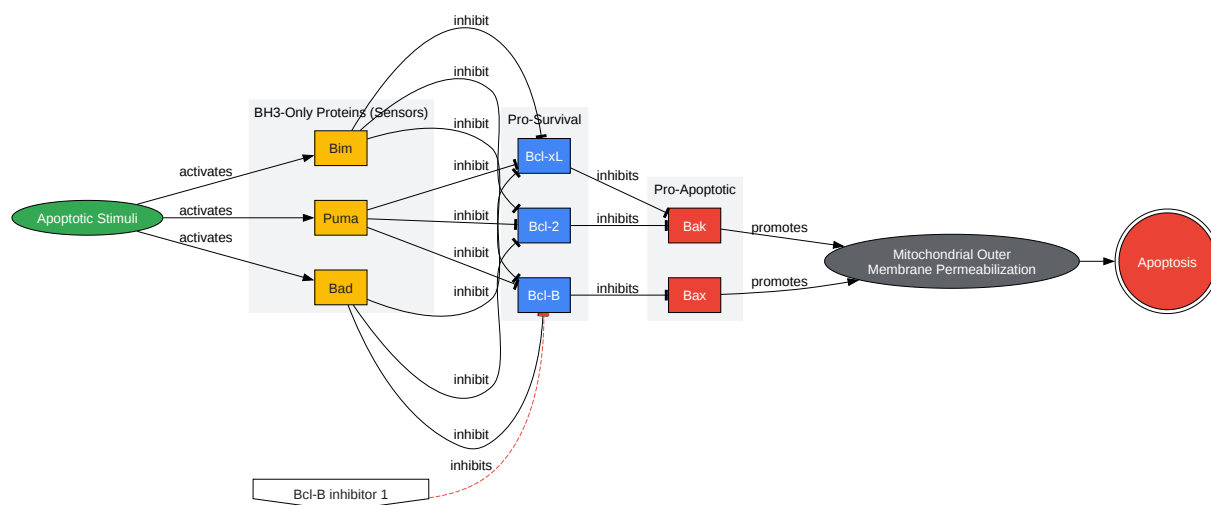 inhibit
inhibit
BH3-Only Proteins (Sensors)
Pro-Survival
inhibit
Bim
Bcl-xL
activates
inhibit
inhibits
Pro-Apoptotic
Apoptotic Stimuli
activates
Puma
inhibit
Bcl-2
inhibits
Bak
promotes
activates
inhibit
Mitochondrial Outer
Membrane Permeabilization
Apoptosis
Bad
inhibit
Bcl-B
inhibits
Bax
promotes
inhibit
inhibit
inhibits
Bcl-B inhibitor 1